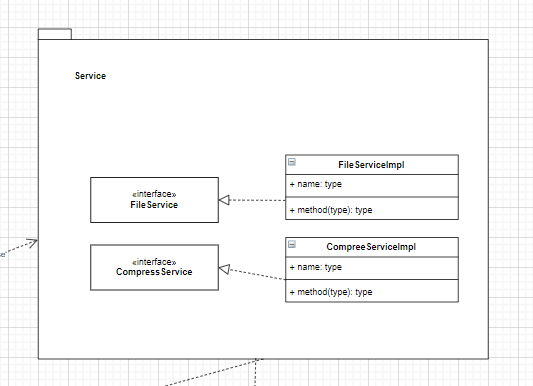 Service
«interface»
FileService
FileServiceImpl
+ name: type
+ method(type): type
«interface»
CompressService
CompreeServiceImpl
+ name: type
+ method(type): type